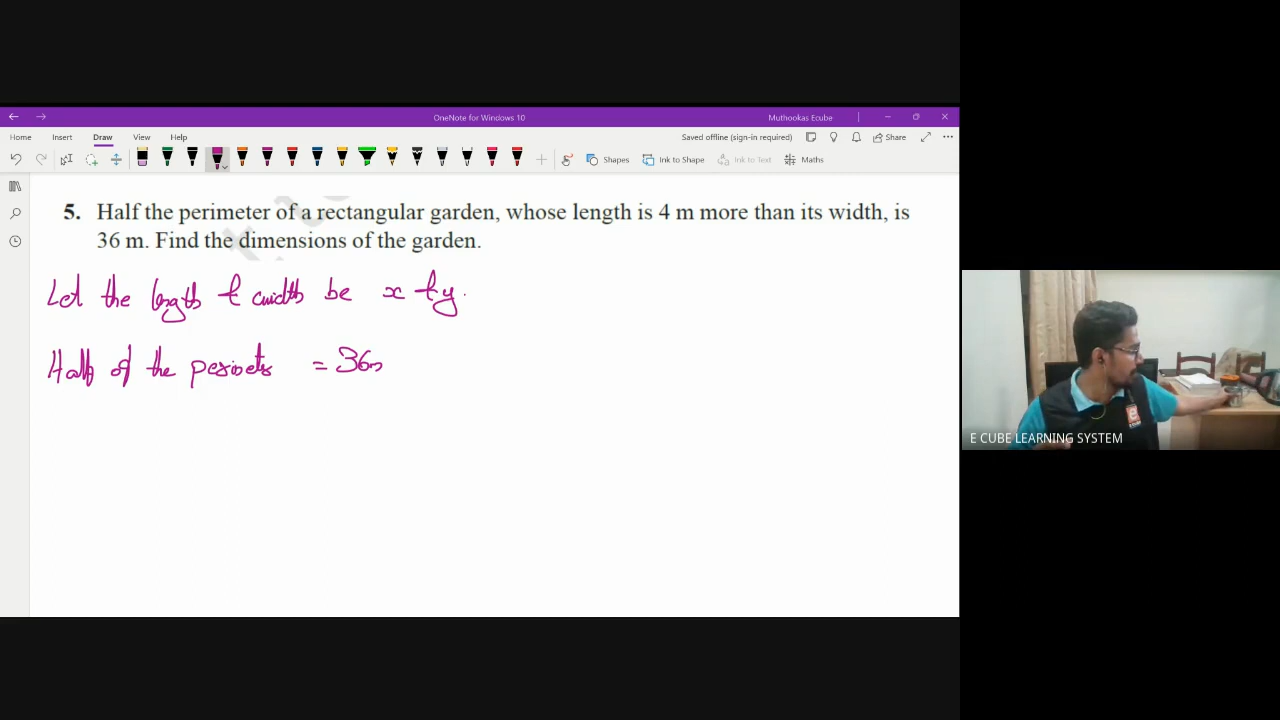 OneNote for Windows 10
Muthookas Ecube
Home Insert Draw View Help
Saved offline (sign-in required) Share
Shapes Ink to Shape Ink to Text Maths
5. Half the perimeter of a rectangular garden, whose length is 4 m more than its width, is
36 m. Find the dimensions of the garden.
Let the length & width be x & y.
Half of the perimeter = 36m
E CUBE LEARNING SYSTEM